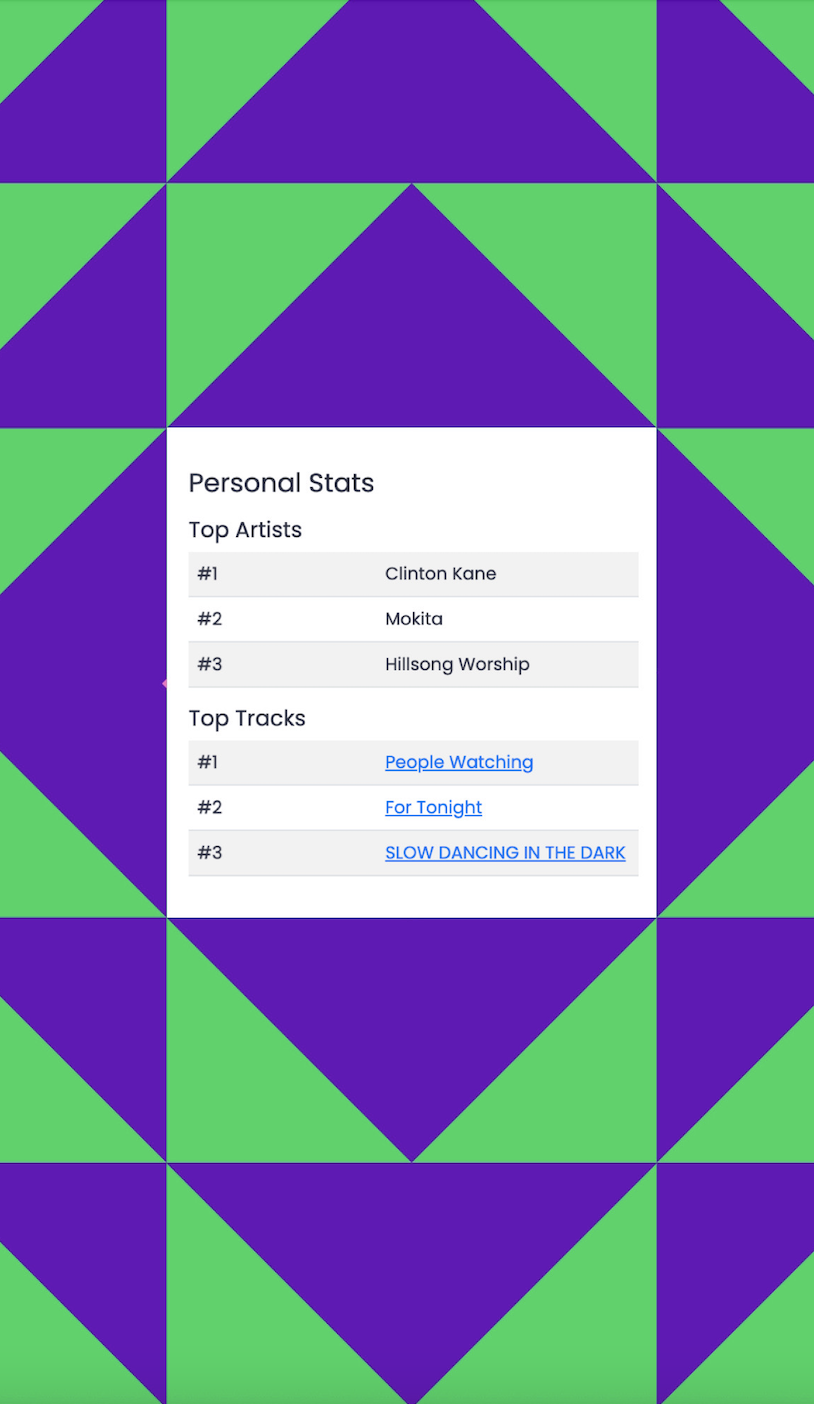 Personal Stats
Top Artists
#1 Clinton Kane
#2 Mokita
#3 Hillsong Worship
Top Tracks
#1 People Watching
#2 For Tonight
#3 SLOW DANCING IN THE DARK